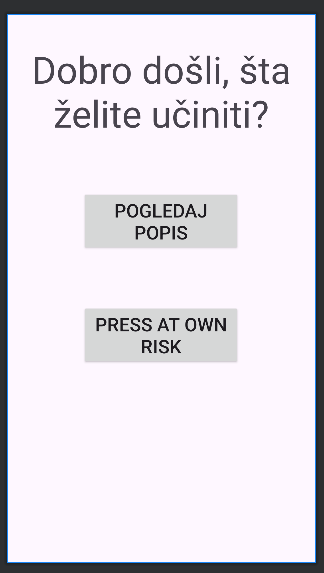 Dobro došli, šta
želite učiniti?
POGLEDAJ
POPIS
PRESS AT OWN
RISK